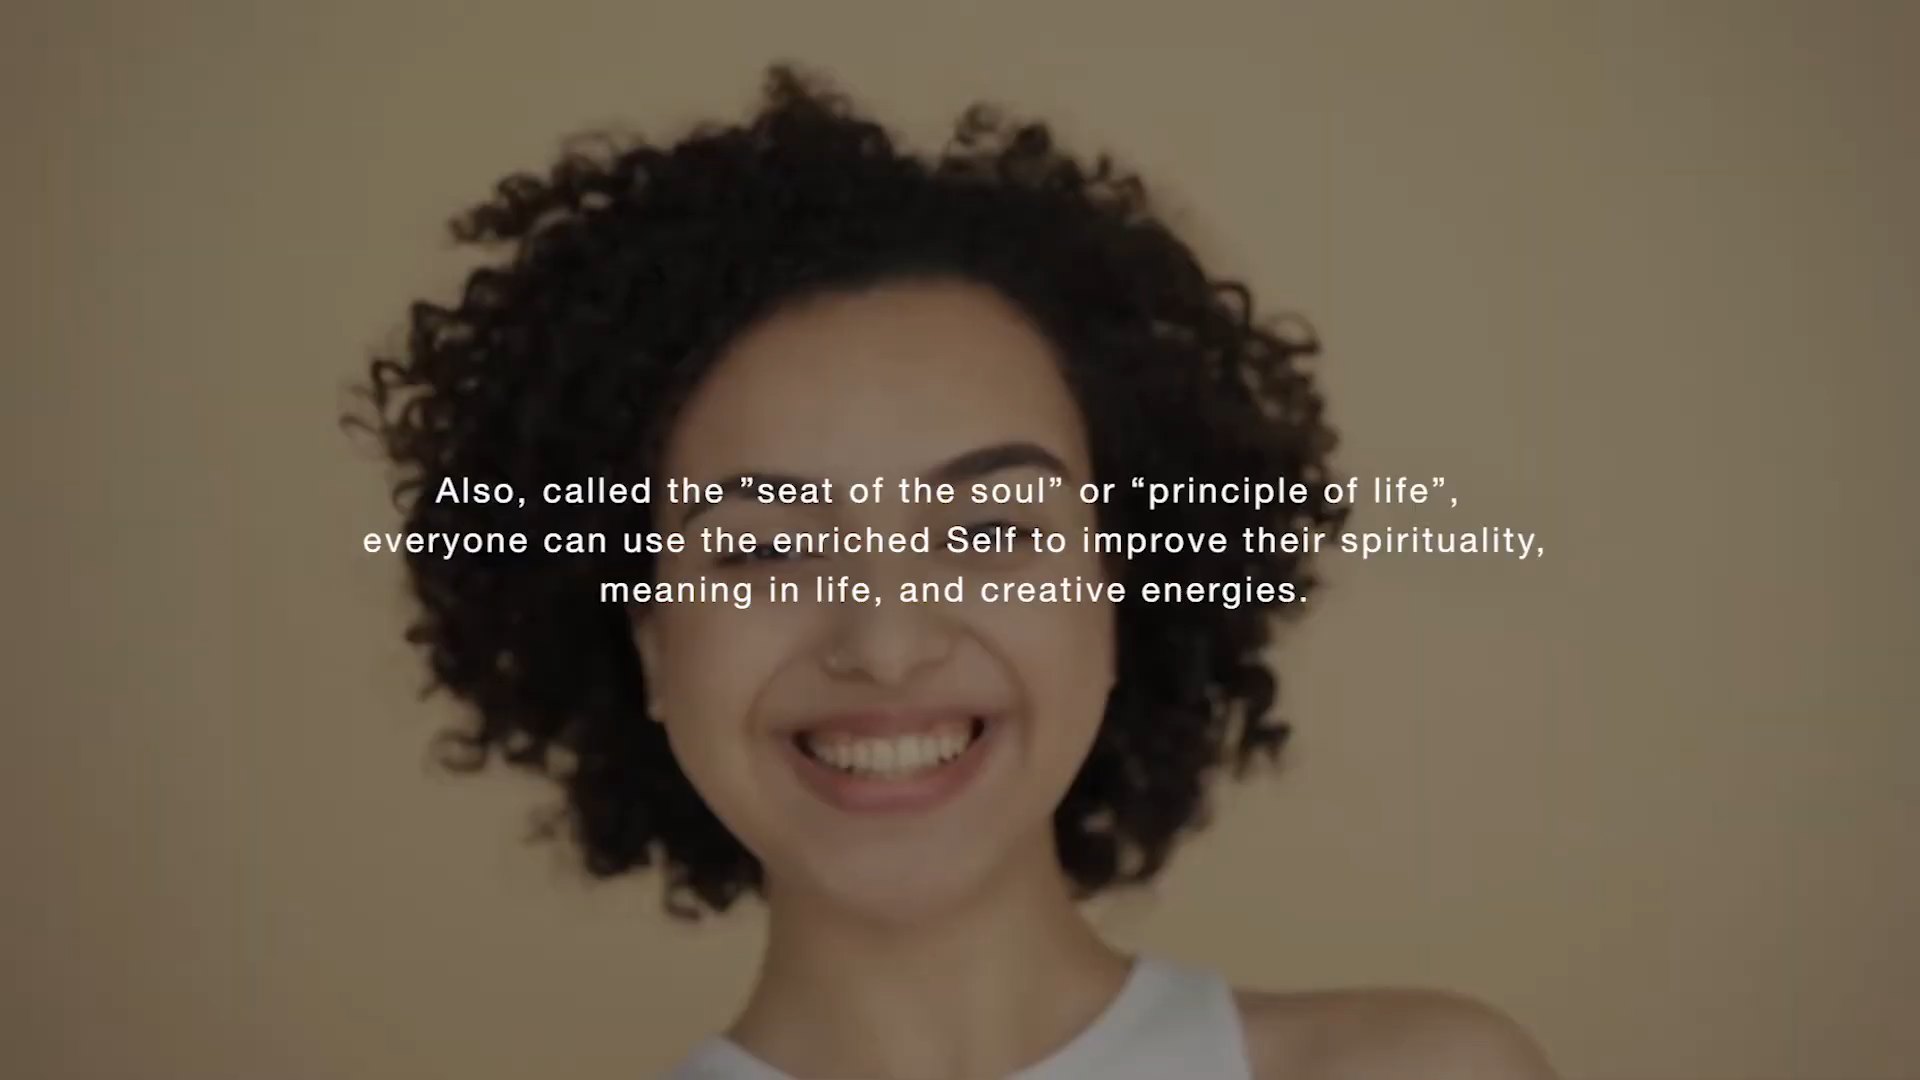 Also, called the ”seat of the soul” or “principle of life”,
everyone can use the enriched Self to improve their spirituality,
meaning in life, and creative energies.